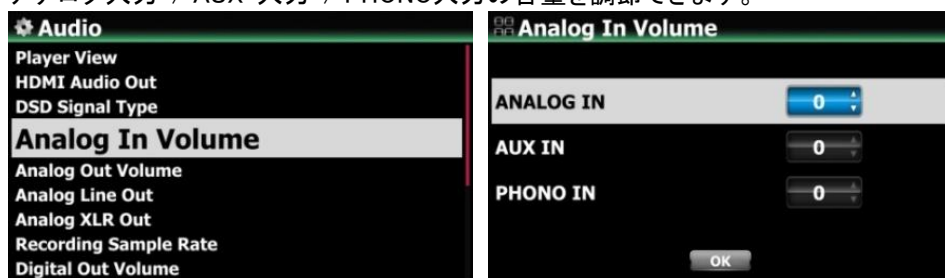 アナログ入力 / AUX 入力 / PHONO入力の音量を調節できます。
Audio
Player View
HDMI Audio Out
DSD Signal Type
Analog In Volume
Analog Out Volume
Analog Line Out
Analog XLR Out
Recording Sample Rate
Digital Out Volume
Analog In Volume
ANALOG IN 0
AUX IN 0
PHONO IN 0
OK